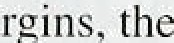 rgins, the